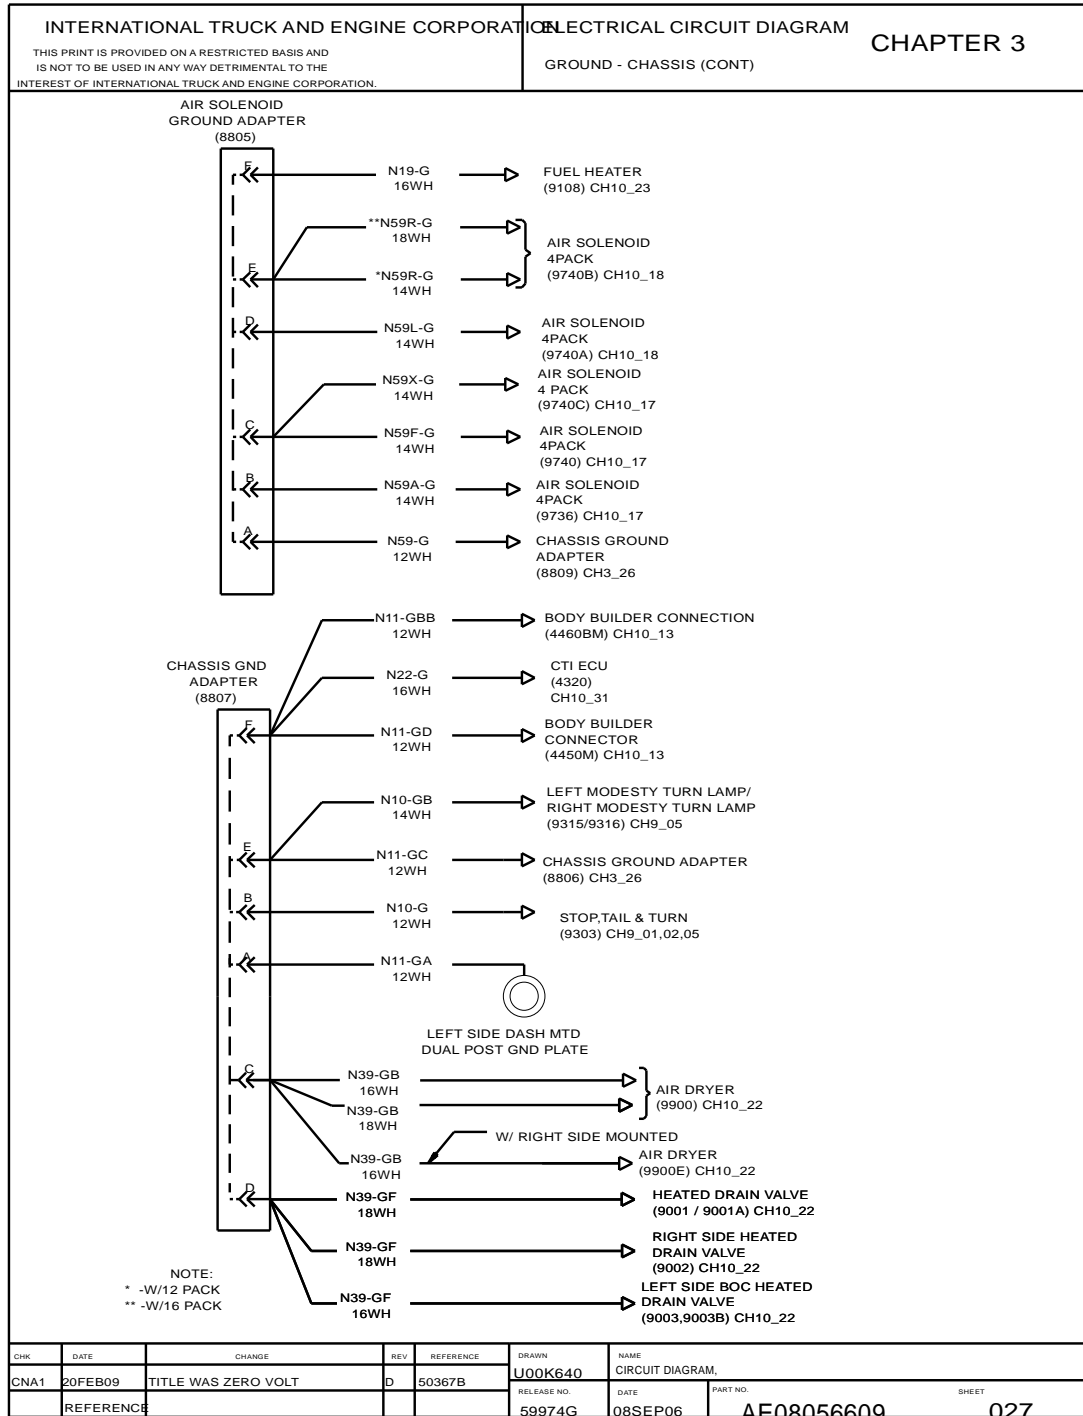 INTERNATIONAL TRUCK AND ENGINE CORPORATION
THIS PRINT IS PROVIDED ON A RESTRICTED BASIS AND
IS NOT TO BE USED IN ANY WAY DETRIMENTAL TO THE
INTEREST OF INTERNATIONAL TRUCK AND ENGINE CORPORATION.
ELECTRICAL CIRCUIT DIAGRAM
GROUND - CHASSIS (CONT)
CHAPTER 3
AIR SOLENOID
GROUND ADAPTER
(8805)
F
N19-G
16WH
FUEL HEATER
(9108) CH10_23
**N59R-G
18WH
E
*N59R-G
14WH
AIR SOLENOID
4PACK
(9740B) CH10_18
D
N59L-G
14WH
AIR SOLENOID
4PACK
(9740A) CH10_18
N59X-G
14WH
AIR SOLENOID
4 PACK
(9740C) CH10_17
C
N59F-G
14WH
AIR SOLENOID
4PACK
(9740) CH10_17
B
N59A-G
14WH
AIR SOLENOID
4PACK
(9736) CH10_17
A
N59-G
12WH
CHASSIS GROUND
ADAPTER
(8809) CH3_26
N11-GBB
12WH
BODY BUILDER CONNECTION
(4460BM) CH10_13
CHASSIS GND
ADAPTER
(8807)
N22-G
16WH
CTI ECU
(4320)
CH10_31
F
N11-GD
12WH
BODY BUILDER
CONNECTOR
(4450M) CH10_13
N10-GB
14WH
LEFT MODESTY TURN LAMP/
RIGHT MODESTY TURN LAMP
(9315/9316) CH9_05
E
N11-GC
12WH
CHASSIS GROUND ADAPTER
(8806) CH3_26
B
N10-G
12WH
STOP,TAIL & TURN
(9303) CH9_01,02,05
A
N11-GA
12WH
LEFT SIDE DASH MTD
DUAL POST GND PLATE
C
N39-GB
16WH
N39-GB
18WH
AIR DRYER
(9900) CH10_22
W/ RIGHT SIDE MOUNTED
N39-GB
16WH
AIR DRYER
(9900E) CH10_22
D
N39-GF
18WH
HEATED DRAIN VALVE
(9001 / 9001A) CH10_22
N39-GF
18WH
RIGHT SIDE HEATED
DRAIN VALVE
(9002) CH10_22
N39-GF
16WH
LEFT SIDE BOC HEATED
DRAIN VALVE
(9003,9003B) CH10_22
NOTE:
* -W/12 PACK
** -W/16 PACK
CHK DATE CHANGE REV REFERENCE
CNA1 20FEB09 TITLE WAS ZERO VOLT D 50367B
REFERENCE
DRAWN
U00K640
NAME
CIRCUIT DIAGRAM,
RELEASE NO.
59974G
DATE
08SEP06
PART NO.
AE08056609
SHEET
027